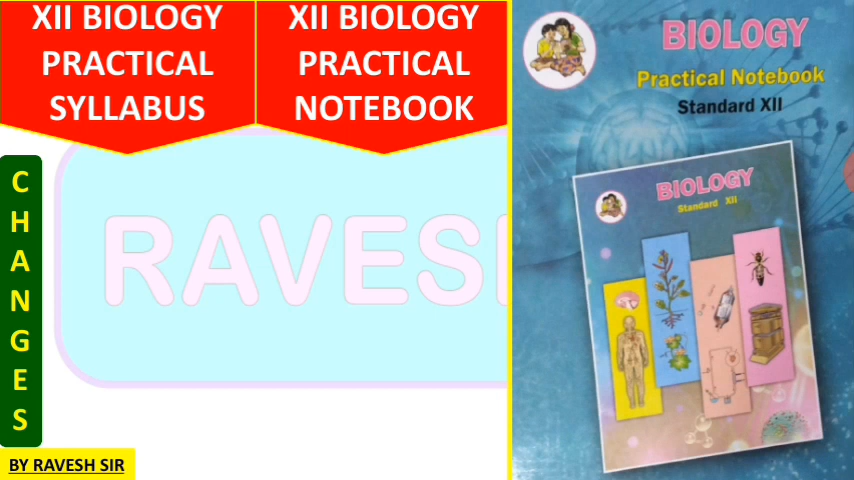 XII BIOLOGY
PRACTICAL
SYLLABUS
XII BIOLOGY
PRACTICAL
NOTEBOOK
C
H
A
N
G
E
S
RAVES
BY RAVESH SIR
BIOLOGY
Practical Notebook
Standard XII
BIOLOGY
Standard XII